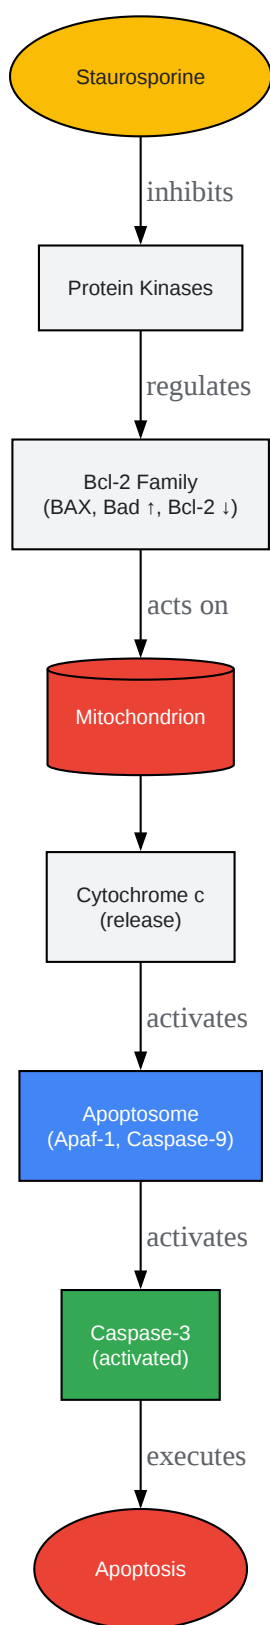 Staurosporine
inhibits
Protein Kinases
regulates
Bcl-2 Family
(BAX, Bad ↑, Bcl-2 ↓)
acts on
Mitochondrion
Cytochrome c
(release)
activates
Apoptosome
(Apaf-1, Caspase-9)
activates
Caspase-3
(activated)
executes
Apoptosis